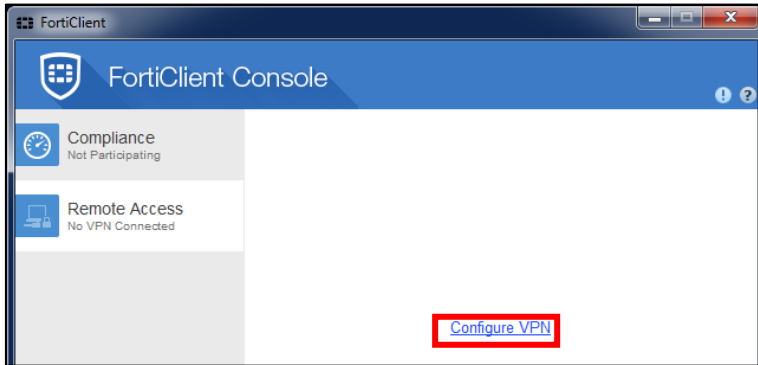 FortiClient
FortiClient Console
Compliance
Not Participating
Remote Access
No VPN Connected
Configure VPN